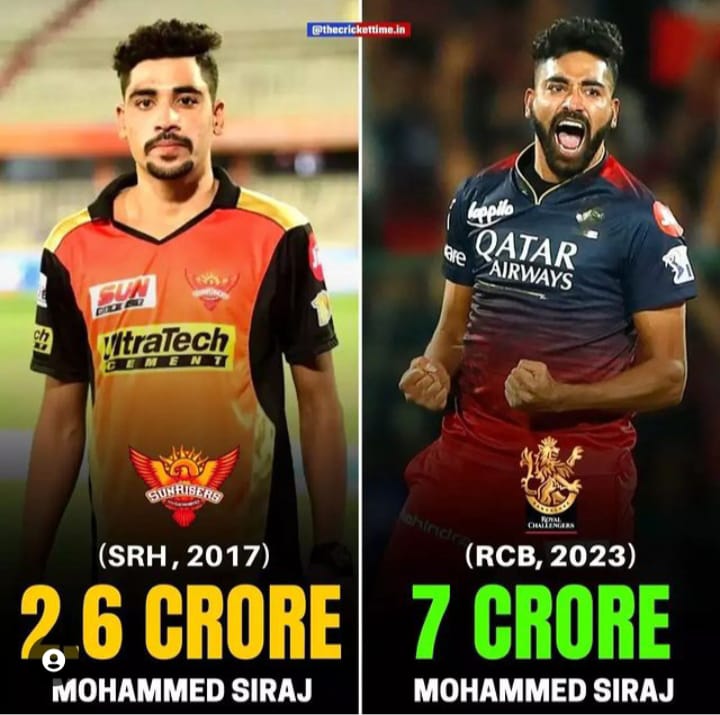 @thecrickettime.in
SUN
UltraTech
CEMENT
SUNRISERS
(SRH, 2017)
2.6 CRORE
MOHAMMED SIRAJ
happilo
QATAR
AIRWAYS
ROYAL
CHALLENGERS
(RCB, 2023)
7 CRORE
MOHAMMED SIRAJ